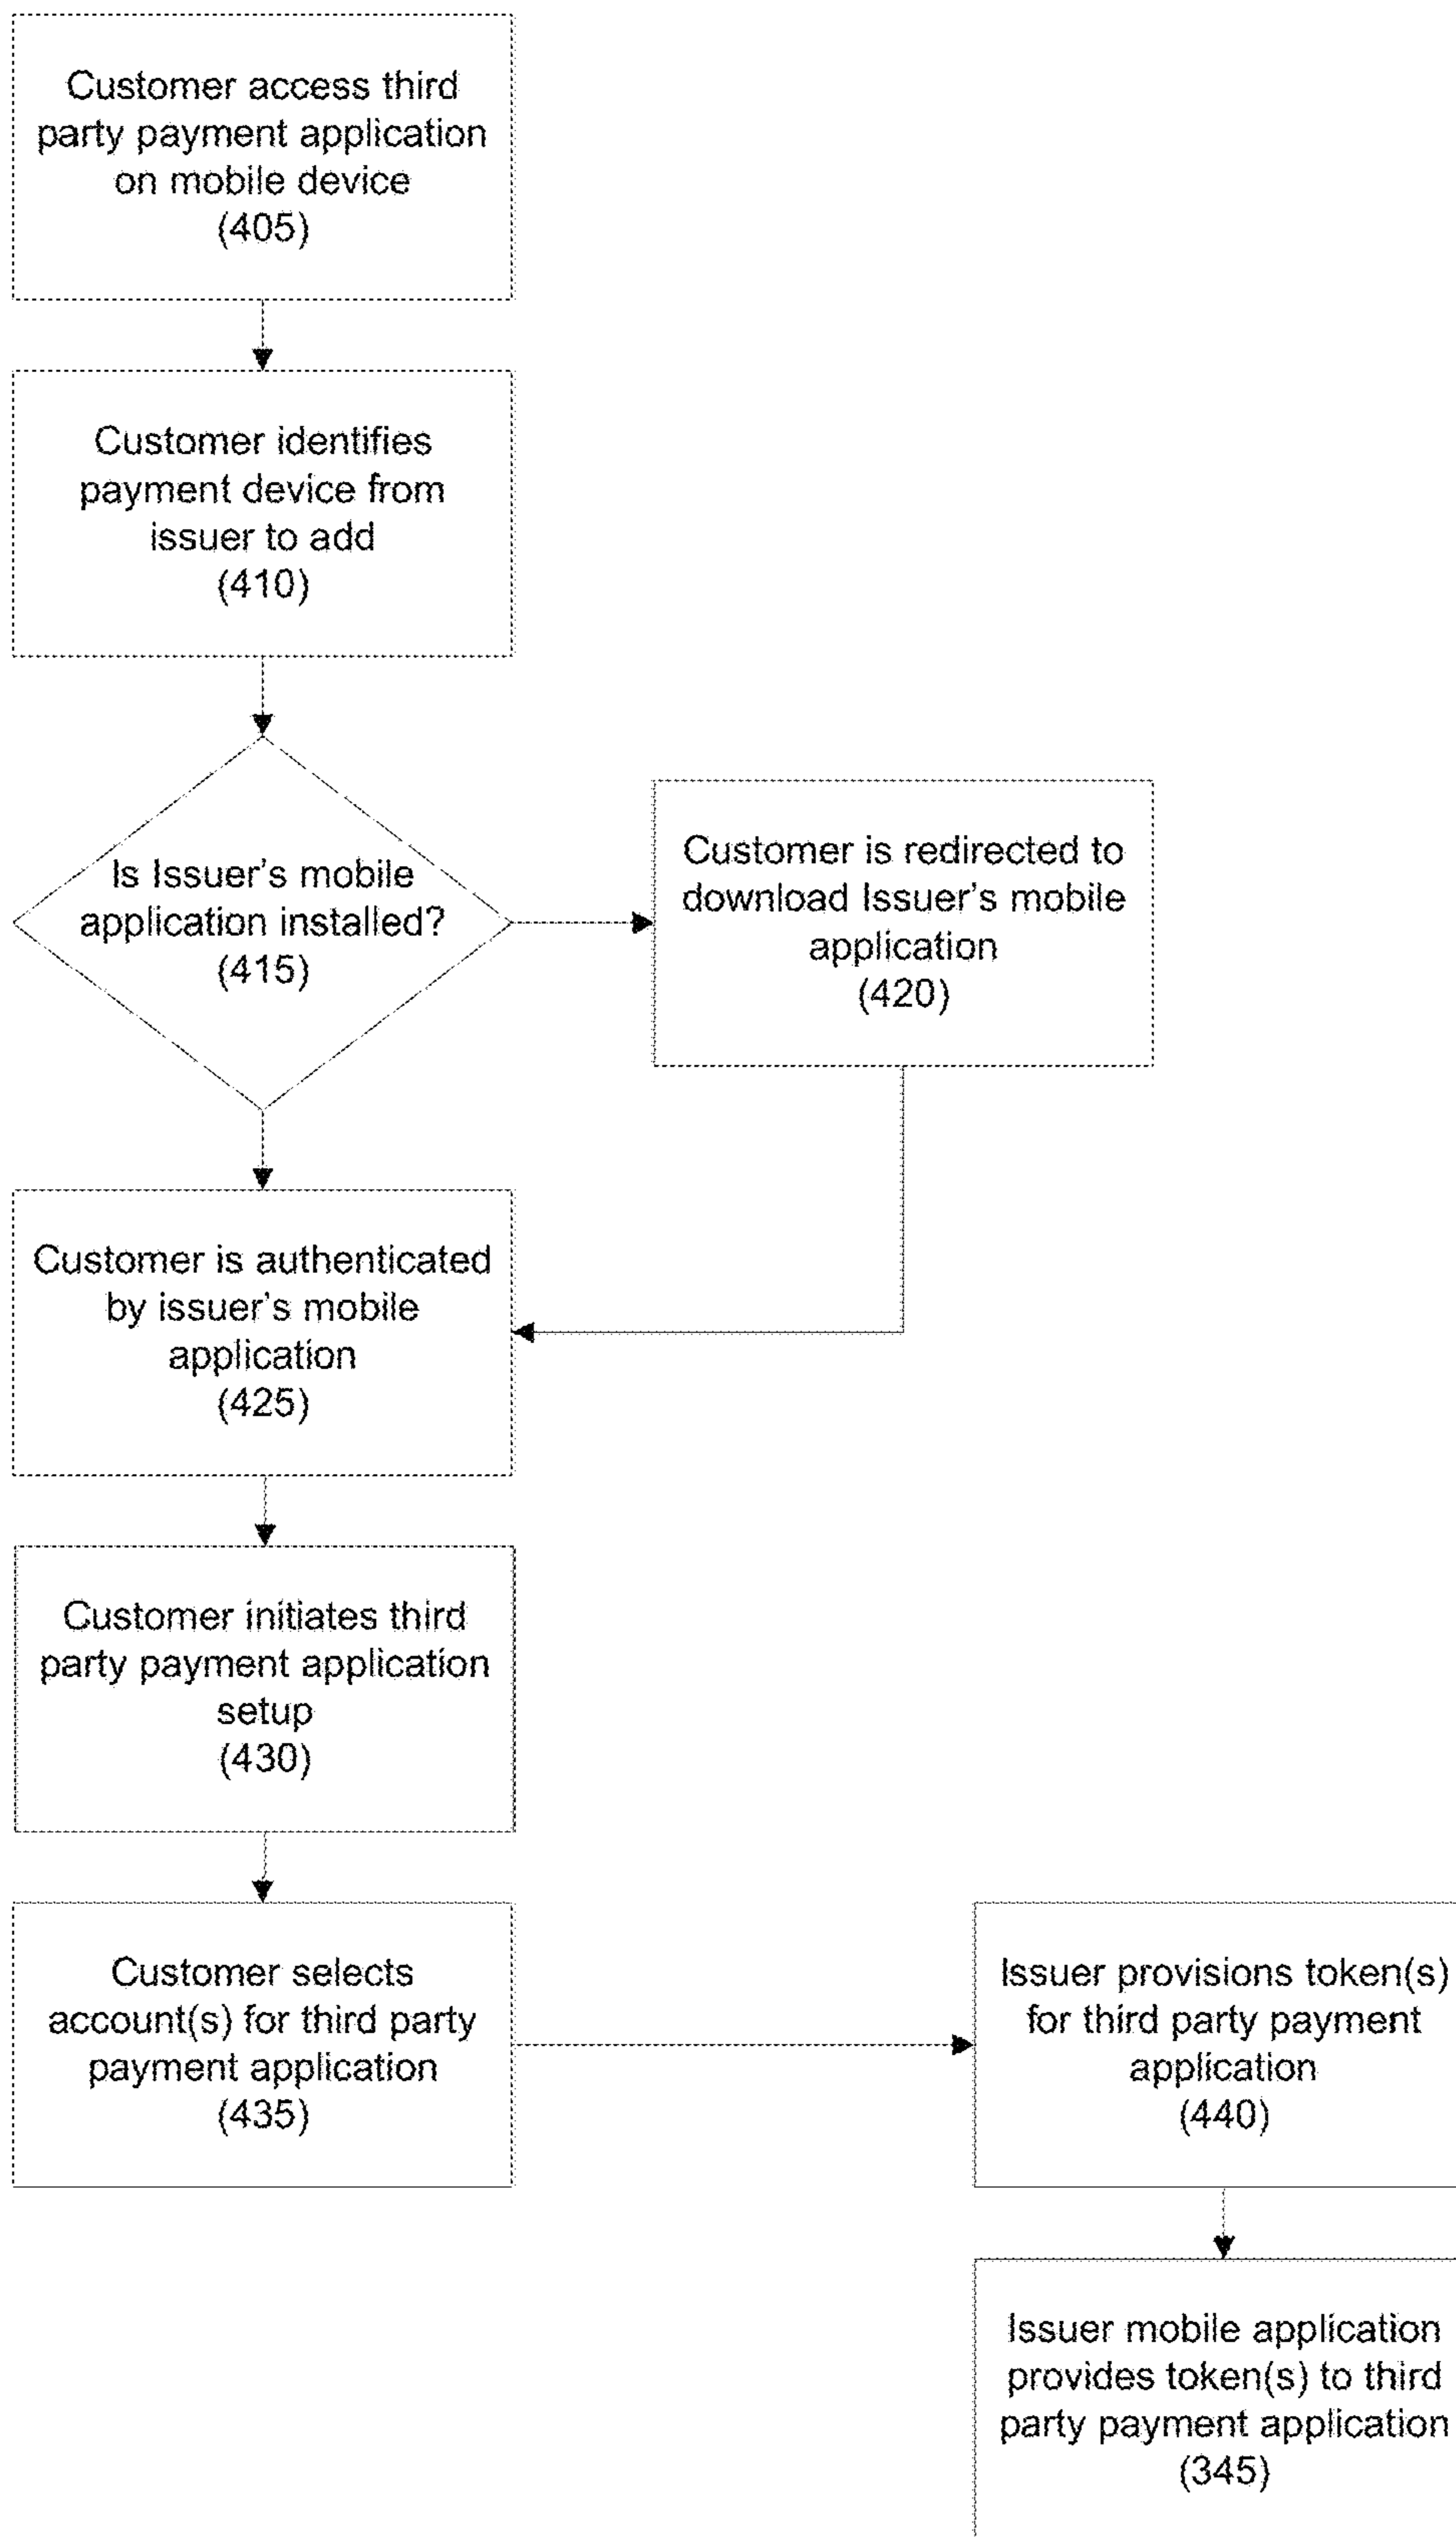 Customer access third
party payment application
on mobile device
(405)
Customer identifies
payment device from
issuer to add
(410)
Is Issuer's mobile
application installed?
(415)
Customer is redirected to
download Issuer's mobile
application
(420)
Customer is authenticated
by issuer's mobile
application
(425)
Customer initiates third
party payment application
setup
(430)
Customer selects
account(s) for third party
payment application
(435)
Issuer provisions token(s)
for third party payment
application
(440)
Issuer mobile application
provides token(s) to third
party payment application
(345)